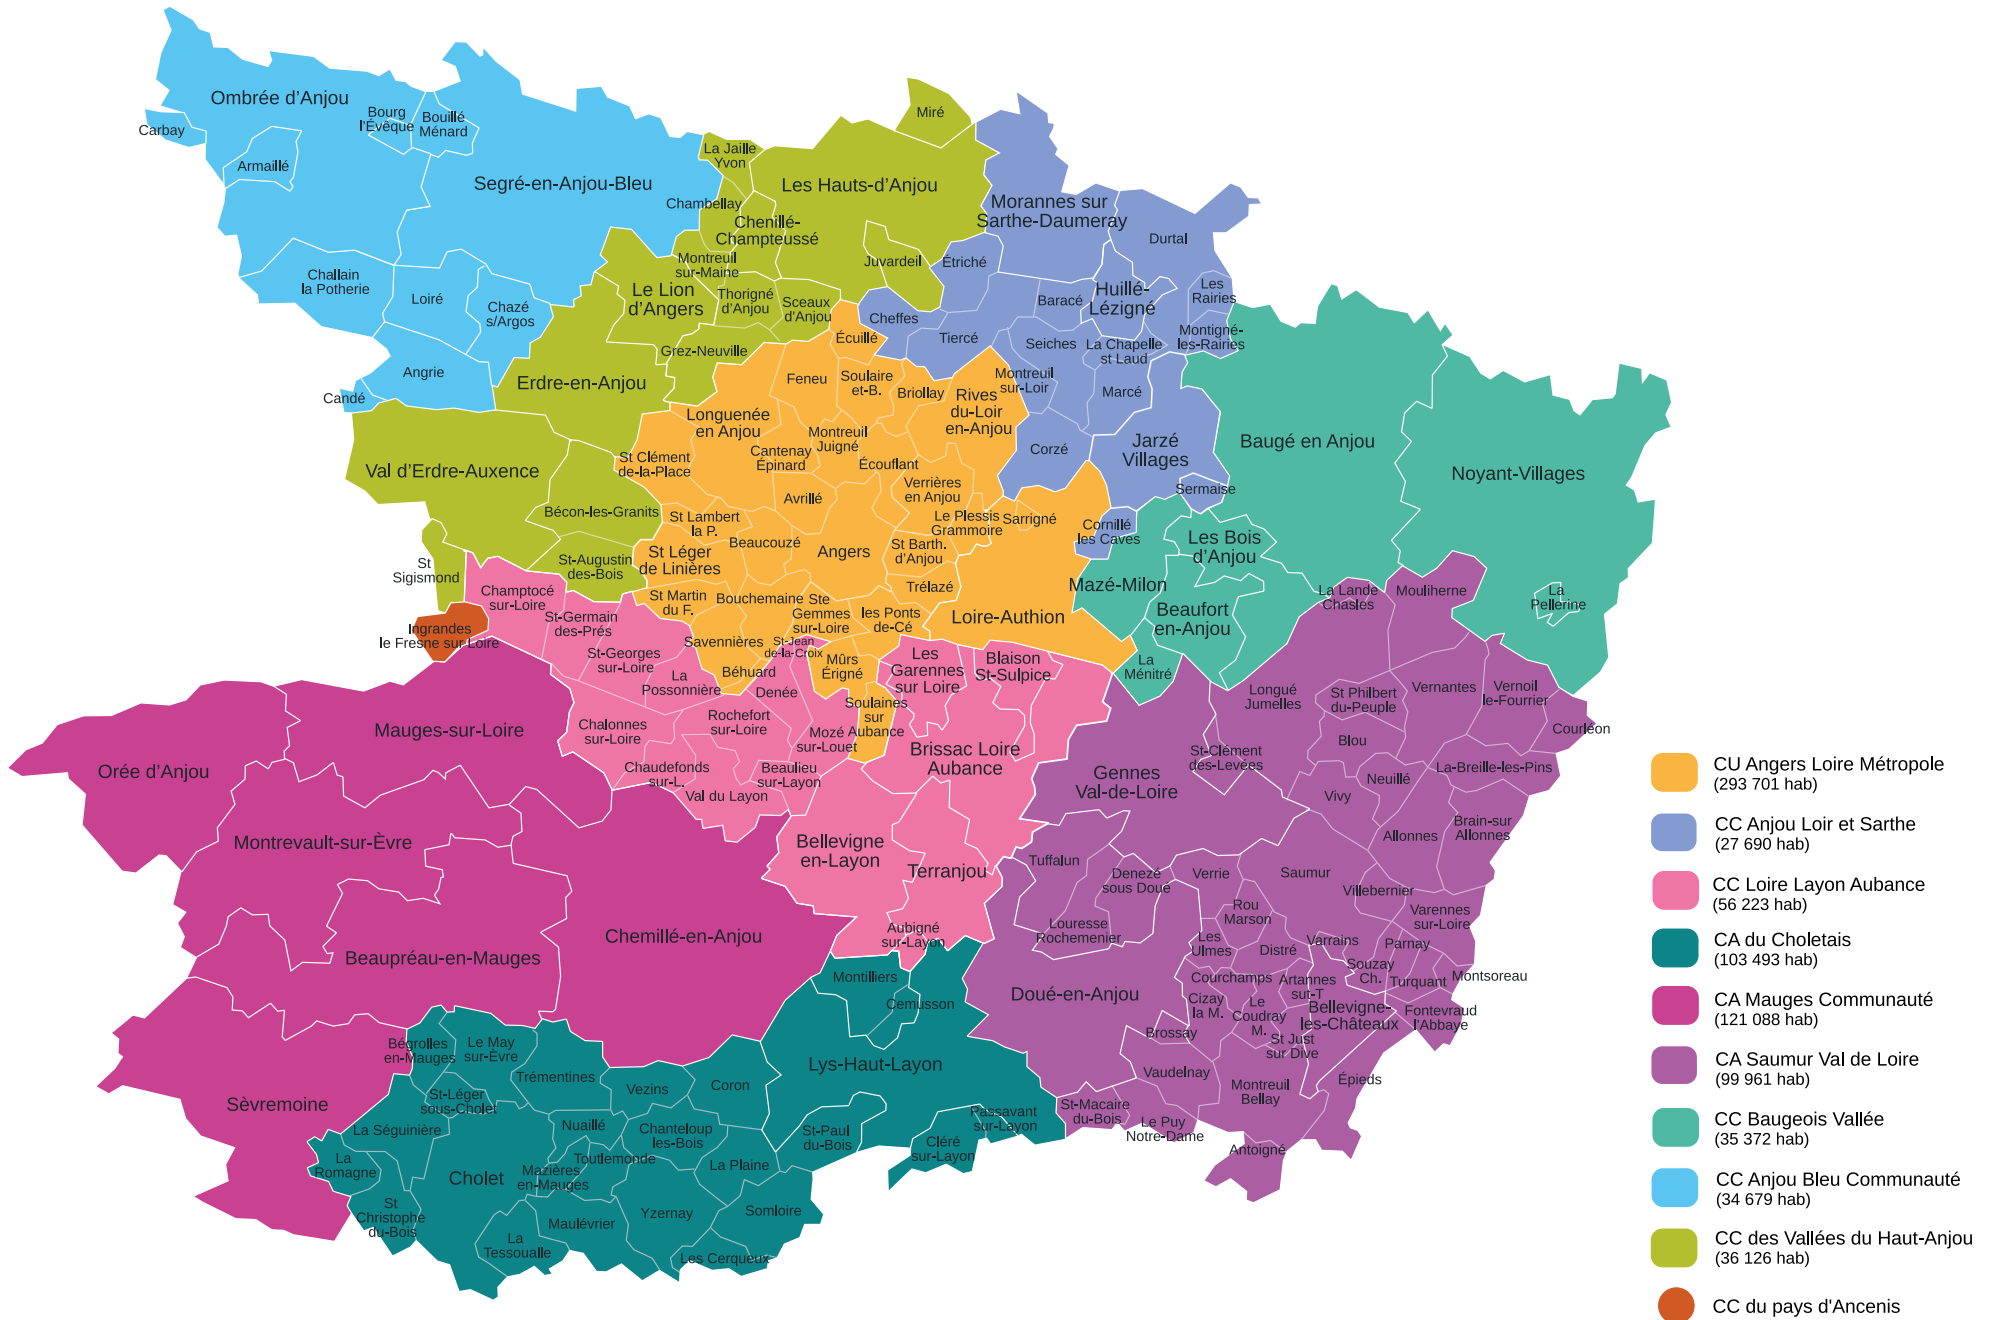 Ombrée d’Anjou
Carbay
Bourg
l’Évêque
Bouillé
Ménard
Armaillé
Segré-en-Anjou-Bleu
Challain
la Potherie
Loiré
Chazé
s/Argos
Angrie
Candé
Miré
La Jaille
Yvon
Les Hauts-d’Anjou
Chambellay
Chenillé-
Champteussé
Montreuil
sur-Maine
Juvardeil
Le Lion
d’Angers
Thorigné
d’Anjou
Sceaux
d’Anjou
Grez-Neuville
Erdre-en-Anjou
Val d’Erdre-Auxence
Bécon-les-Granits
St-Augustin
des-Bois
St
Sigismond
Ingrandes
le Fresne sur Loire
Morannes sur
Sarthe-Daumeray
Durtal
Étriché
Baracé
Huillé-
Lézigné
Les
Rairies
Cheffes
Tiercé
Seiches
La Chapelle
st Laud
Montigné-
les-Rairies
Montreuil
sur-Loir
Marcé
Corzé
Jarzé
Villages
Sermaise
Cornillé
les Caves
Écuillé
Feneu
Soulaire
et-B.
Briollay
Rives
du-Loir
en-Anjou
Longuenée
en Anjou
Montreuil
Juigné
Cantenay
Épinard
Écouflant
St Clément
de-la-Place
Avrillé
Verrières
en Anjou
Le Plessis
Grammoire
Sarrigné
St Lambert
la P.
Beaucouzé
Angers
St Barth.
d’Anjou
St Léger
de Linières
Trélazé
St Martin
du F.
Bouchemaine
Ste
Gemmes
sur-Loire
les Ponts
de-Cé
Loire-Authion
Savennières
Béhuard
Mûrs
Érigné
Soulaines
sur
Aubance
Baugé en Anjou
Noyant-Villages
Les Bois
d’Anjou
Mazé-Milon
Beaufort
en-Anjou
La
Ménitré
La
Pellerine
Champtocé
sur-Loire
St-Germain
des-Prés
St-Georges
sur-Loire
La
Possonnière
St-Jean
de-la-Croix
Denée
Chalonnes
sur-Loire
Rochefort
sur-Loire
Mozé
sur-Louet
Chaudefonds
sur-L.
Beaulieu
sur-Layon
Val du Layon
Les
Garennes
sur Loire
Blaison
St-Sulpice
Brissac Loire
Aubance
Bellevigne
en-Layon
Terranjou
Aubigné
sur-Layon
Mauges-sur-Loire
Orée d’Anjou
Montrevault-sur-Èvre
Beaupréau-en-Mauges
Chemillé-en-Anjou
Sèvremoine
Bégrolles
en-Mauges
Le May
sur-Èvre
Trémentines
Vezins
Coron
St-Léger
sous-Cholet
La Séguinière
Nuaillé
Chanteloup
les-Bois
La
Romagne
Cholet
Mazières
en-Mauges
Toutlemonde
La Plaine
St
Christophe
du-Bois
Yzernay
Somloire
Maulévrier
La
Tessoualle
Les Cerqueux
Montilliers
Cernusson
Lys-Haut-Layon
St-Paul
du-Bois
Cléré
sur-Layon
Passavant
sur-Layon
La Lande
Chasles
Mouliherne
Longué
Jumelles
St Philbert
du-Peuple
Vernantes
Vernoil
le-Fourrier
Courléon
Blou
St-Clément
des-Levées
Gennes
Val-de-Loire
Neuillé
La-Breille-les-Pins
Vivy
Allonnes
Brain-sur
Allonnes
Tuffalun
Denezé
sous Doue
Verrie
Saumur
Villebernier
Louresse
Rochemenier
Rou
Marson
Varennes
sur-Loire
Les
Ulmes
Distré
Varrains
Parnay
Souzay
Ch.
Turquant
Montsoreau
Doué-en-Anjou
Courchamps
Artannes
sut-T
Cizay
la M.
Le
Coudray
M.
Bellevigne-
les-Châteaux
Fontevraud
l’Abbaye
Brossay
St Just
sur Dive
Vaudelnay
Montreuil
Bellay
Épieds
St-Macaire
du-Bois
Le Puy
Notre-Dame
Antoigné
CU Angers Loire Métropole
(293 701 hab)
CC Anjou Loir et Sarthe
(27 690 hab)
CC Loire Layon Aubance
(56 223 hab)
CA du Choletais
(103 493 hab)
CA Mauges Communauté
(121 088 hab)
CA Saumur Val de Loire
(99 961 hab)
CC Baugeois Vallée
(35 372 hab)
CC Anjou Bleu Communauté
(34 679 hab)
CC des Vallées du Haut-Anjou
(36 126 hab)
CC du pays d'Ancenis